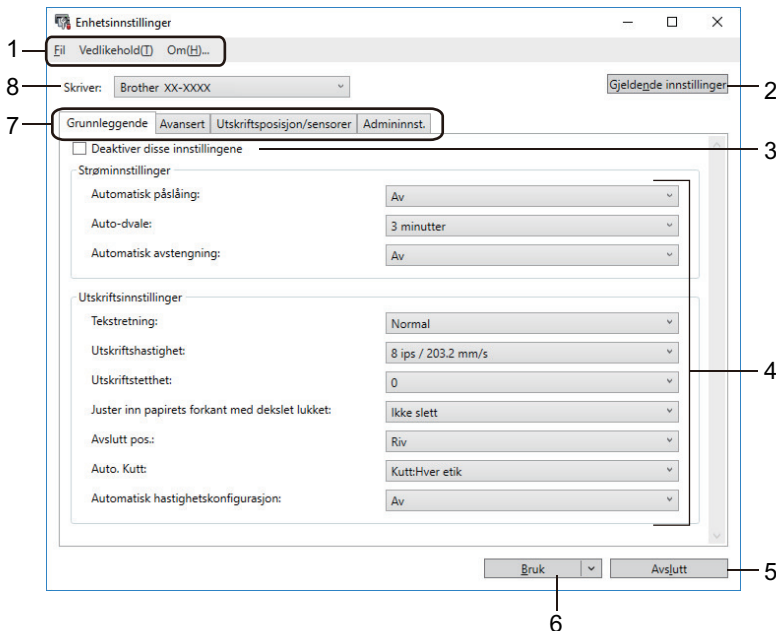 Enhetsinnstillinger
1 Fil Vedlikehold(T) Om(H)...
8 Skriver: Brother XX-XXXX Gjeldende innstillinger 2
7 Grunnleggende Avansert Utskriftsposisjon/sensorer Admininnst.
Deaktiver disse innstillingene 3
Strøminnstillinger
Automatisk påslåing: Av
Auto-dvale: 3 minutter
Automatisk avstengning: Av
Utskriftsinnstillinger
Tekstretning: Normal
Utskriftshastighet: 8 ips / 203.2 mm/s
4
Utskriftstetthet: 0
Juster inn papirets forkant med dekslet lukket: Ikke slett
Avslutt pos.: Riv
Auto. Kutt: Kutt:Hver etik
Automatisk hastighetskonfigurasjon: Av
Bruk Avslutt 5
6